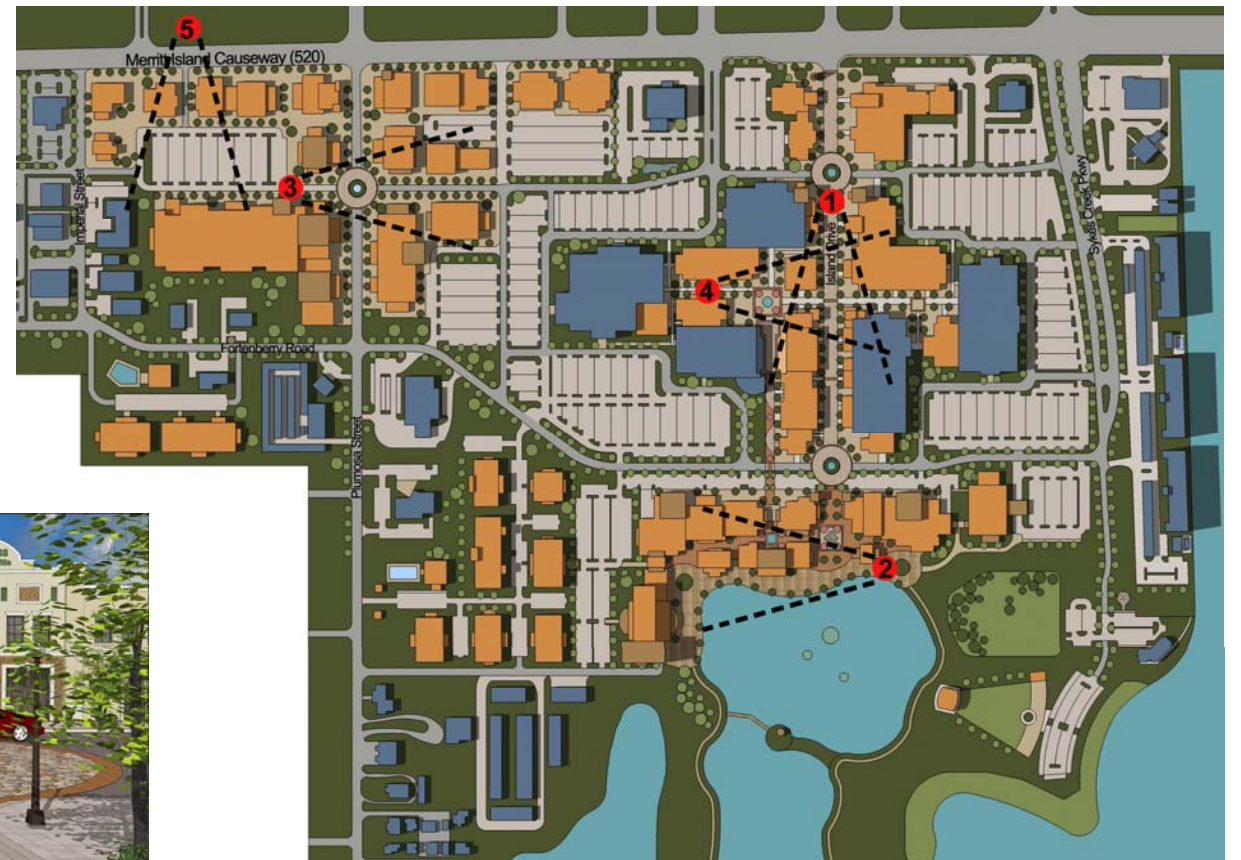 5
Merritt Island Causeway (520)
3
1
4
2
Imperial Street
Island Drive
Sykes Creek Pkwy
Fortenberry Road
Plumosa Street